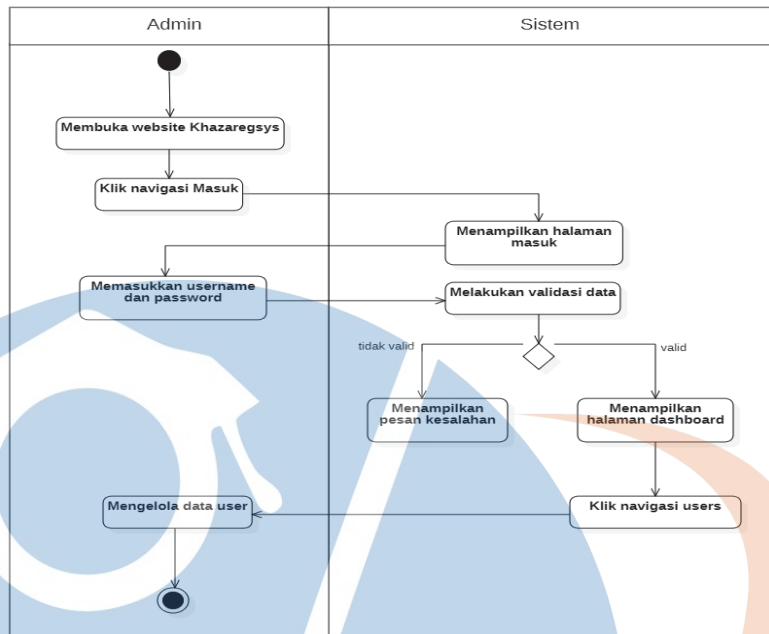 Admin
Sistem
Membuka website Khazaregsys
Klik navigasi Masuk
Menampilkan halaman
masuk
Memasukkan username
dan password
Melakukan validasi data
tidak valid
valid
Menampilkan
pesan kesalahan
Menampilkan
halaman dashboard
Klik navigasi users
Mengelola data user